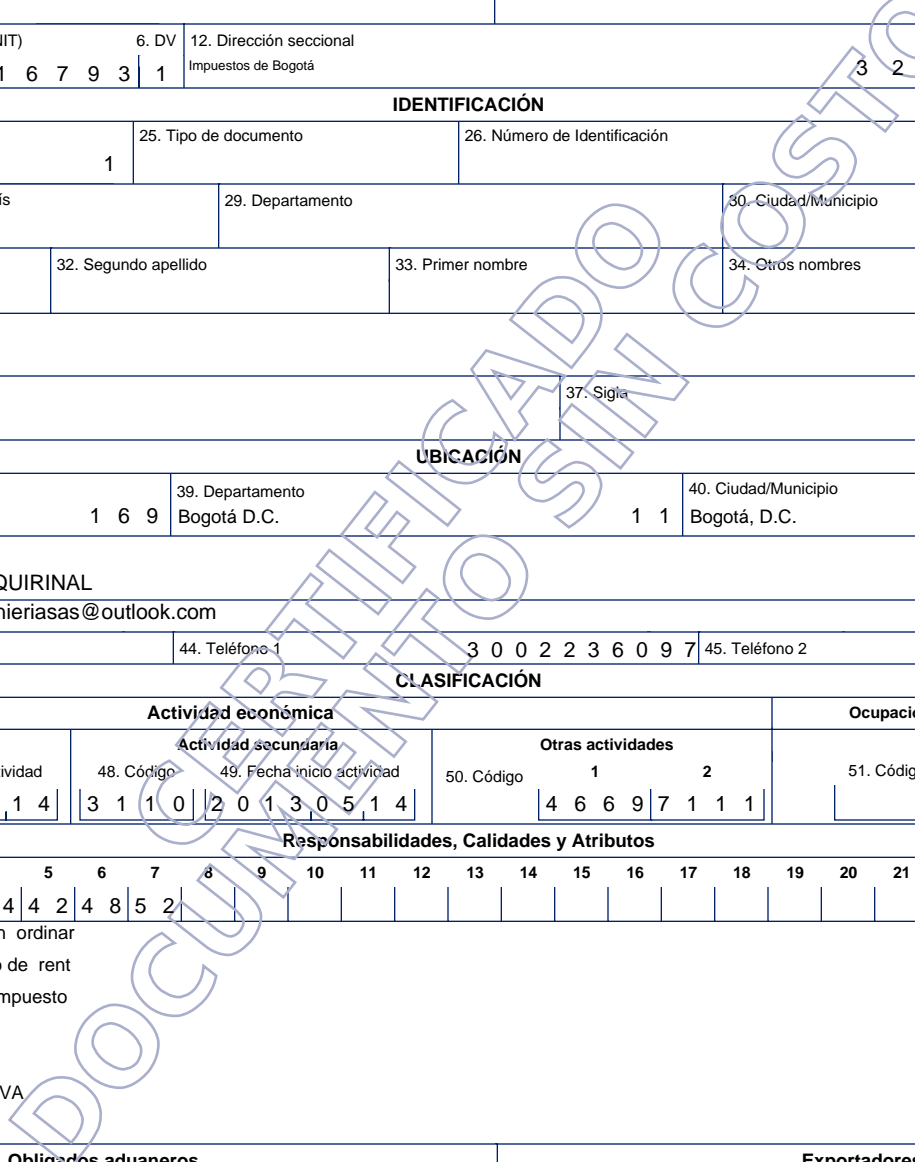 NIT) 6. DV 12. Dirección seccional
1 6 7 9 3 1 Impuestos de Bogotá 3 2
IDENTIFICACIÓN
25. Tipo de documento 26. Número de Identificación
1
ís 29. Departamento 30. Ciudad/Municipio
32. Segundo apellido 33. Primer nombre 34. Otros nombres
37. Sigla
UBICACIÓN
39. Departamento 40. Ciudad/Municipio
1 6 9 Bogotá D.C. 1 1 Bogotá, D.C.
QUIRINAL
nieriasas@outlook.com
44. Teléfono 1 3 0 0 2 2 3 6 0 9 7 45. Teléfono 2
CLASIFICACIÓN
Actividad económica Ocupació
Actividad secundaria Otras actividades
ividad 48. Código 49. Fecha inicio actividad 50. Código 1 2 51. Códig
1 4 3 1 1 0 2 0 1 3 0 5 1 4 4 6 6 9 7 1 1 1
Responsabilidades, Calidades y Atributos
5 6 7 8 9 10 11 12 13 14 15 16 17 18 19 20 21
4 4 2 4 8 5 2
n ordinar
o de rent
mpuesto
VA
Obligados aduaneros Exportadores
CERTIFICADO
DOCUMENTO SIN COSTO